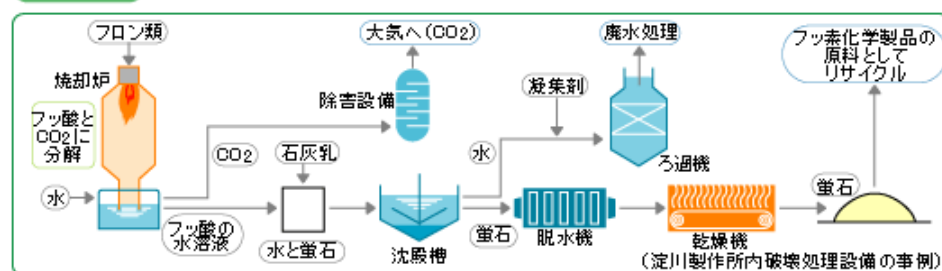 フロン類
焼却炉
フッ酸と
CO₂に
分解
水
フッ酸の
水溶液
CO₂
石灰乳
水と蛍石
大気へ(CO₂)
除害設備
沈殿槽
水
凝集剤
廃水処理
ろ過機
蛍石
脱水機
乾燥機
(淀川製作所内破壊処理設備の事例)
蛍石
フッ素化学製品の
原料として
リサイクル